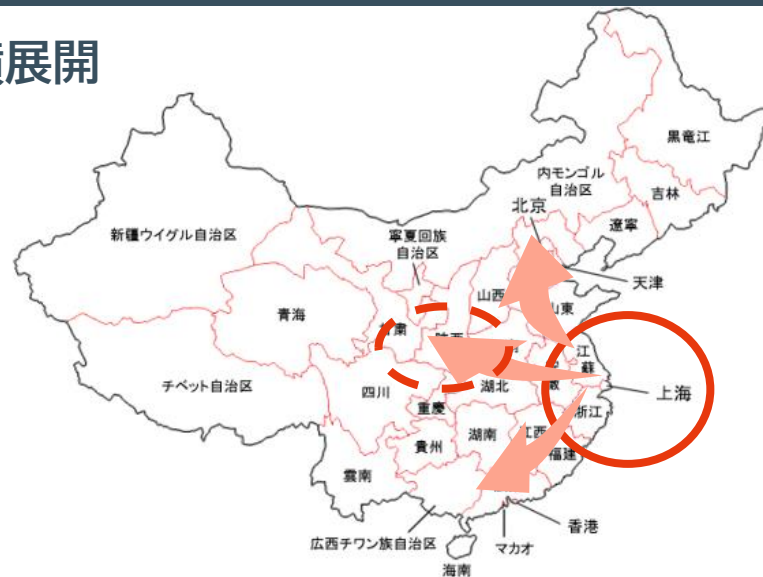 展開
黒竜江
内モンゴル
自治区
吉林
北京
遼寧
新疆ウイグル自治区
寧夏回族
自治区
天津
山西
山東
青海
甘粛
陝西
江
蘇
上海
チベット自治区
四川
湖北
重慶
浙江
湖南
江西
貴州
福建
雲南
香港
広西チワン族自治区
マカオ
海南